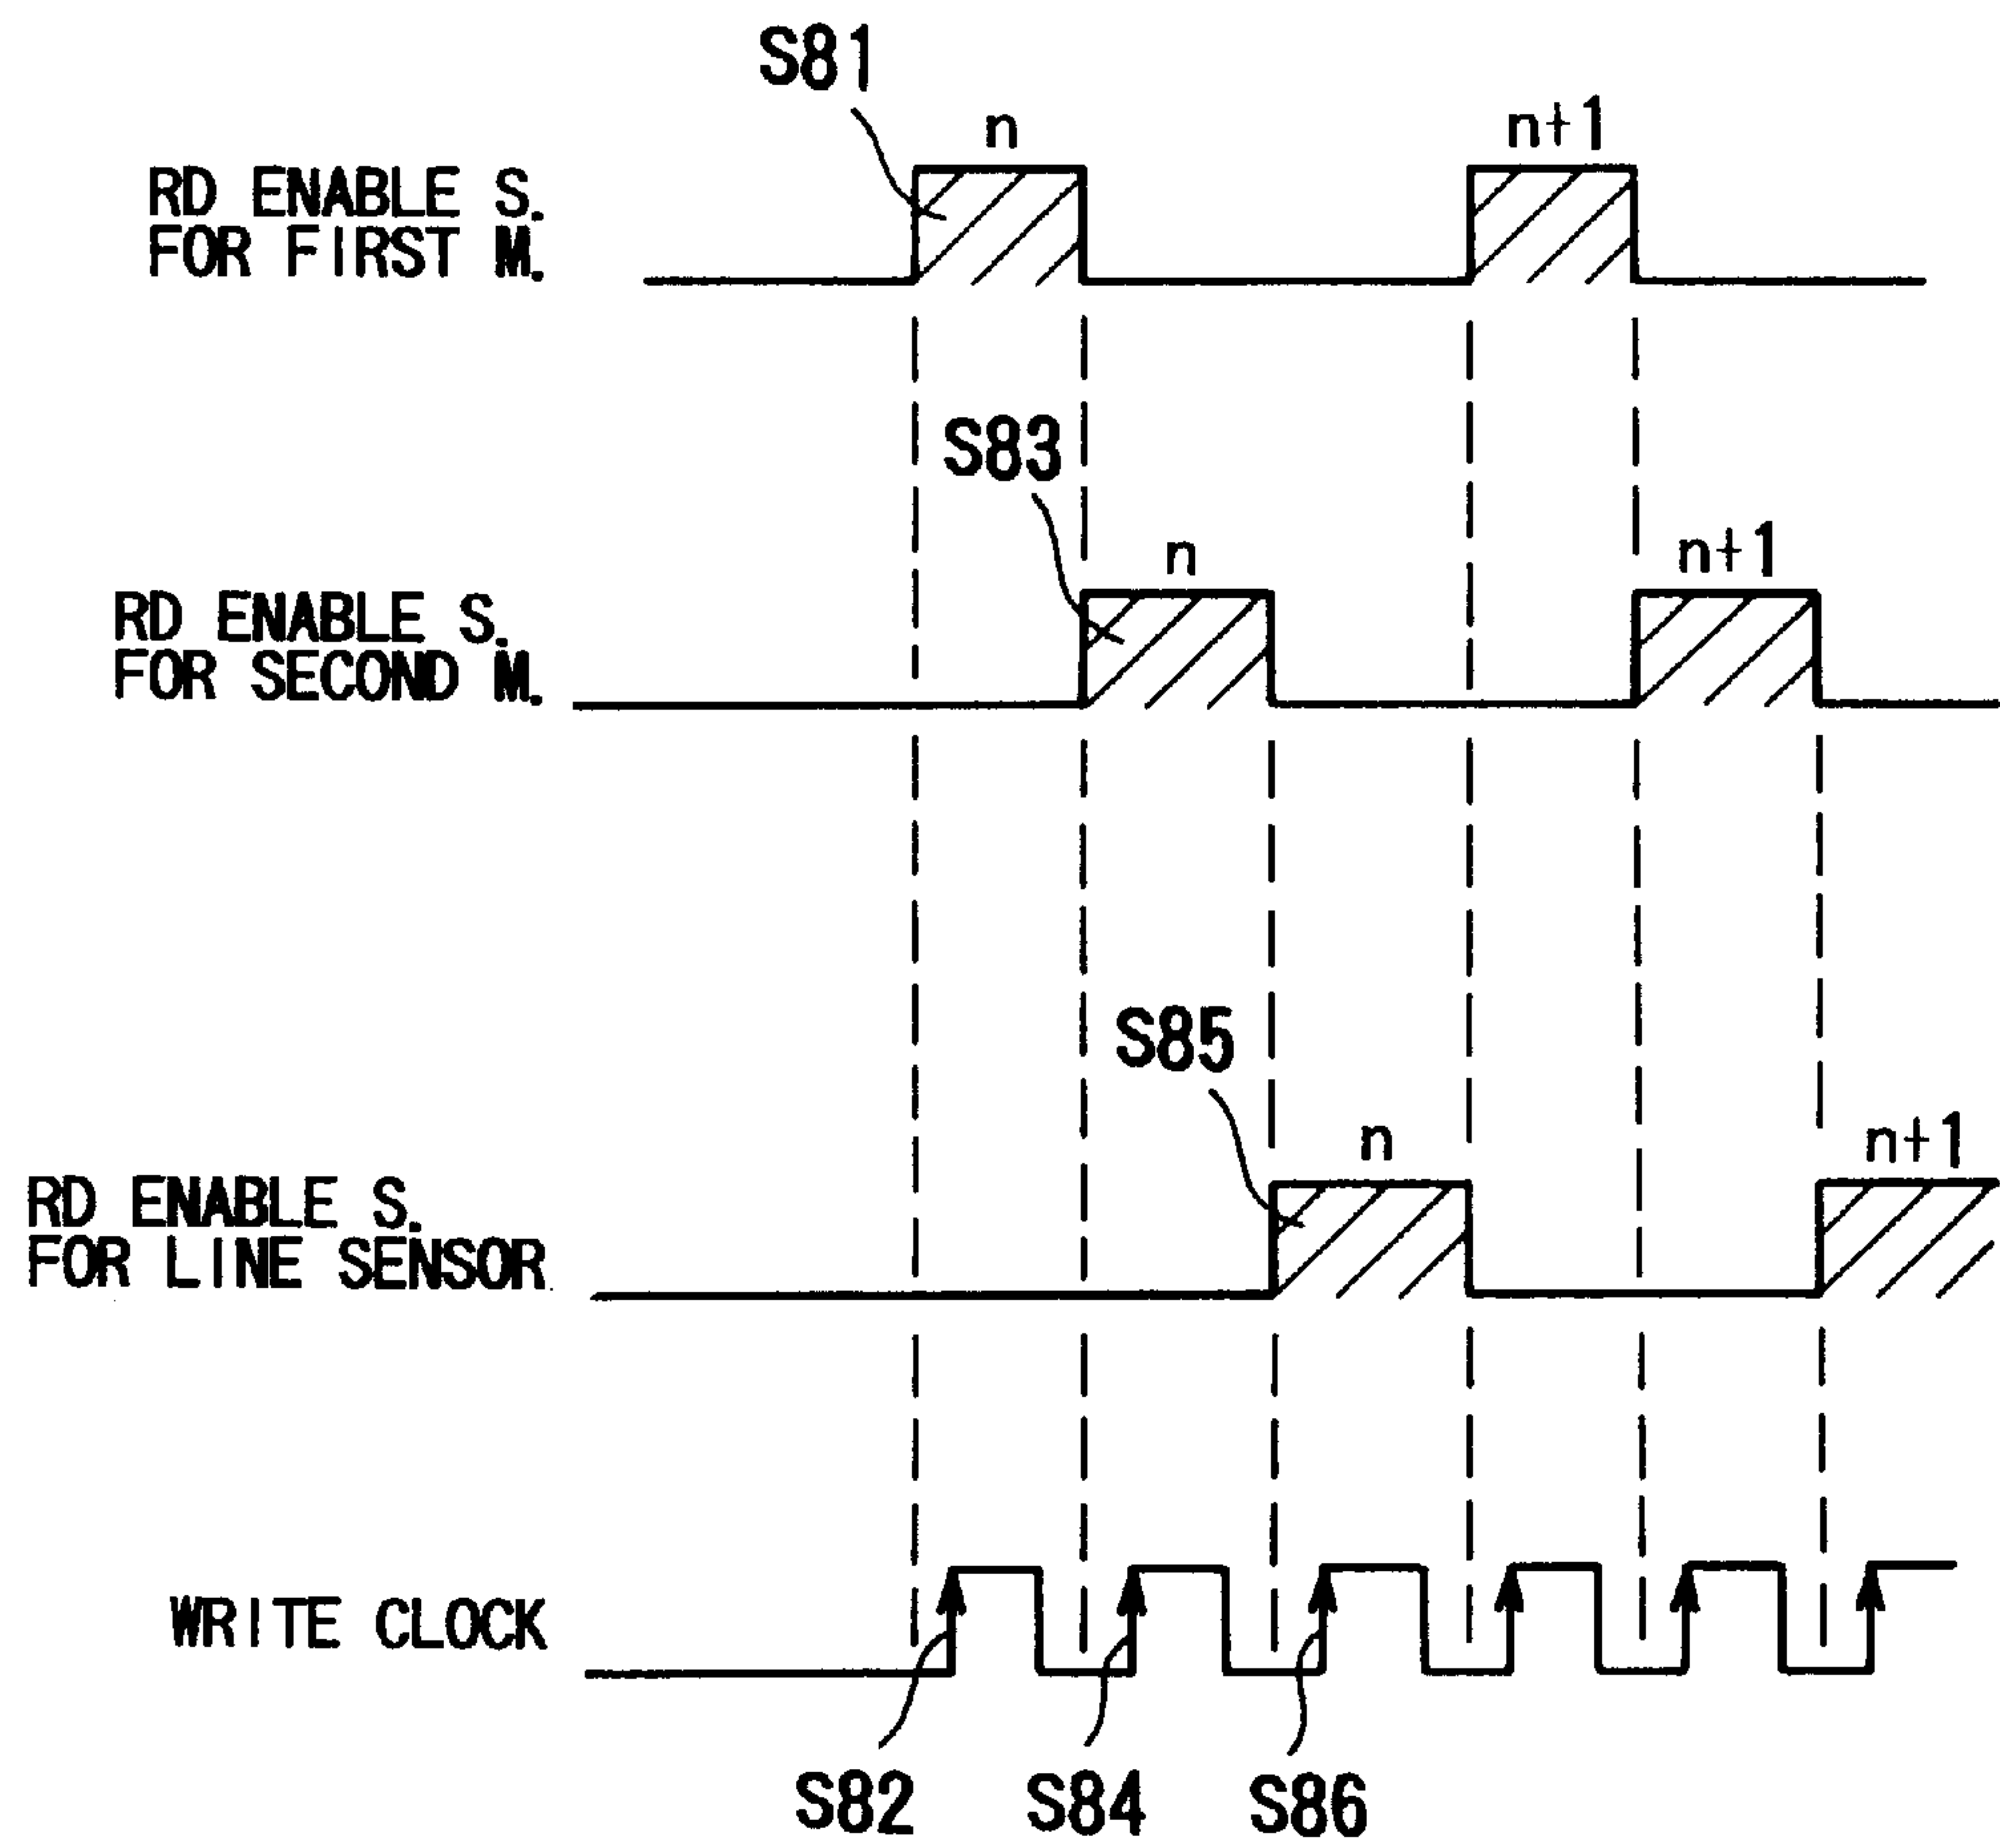 S81
n
n+1
RD ENABLE S.
FOR FIRST M.
S83
n
n+1
RD ENABLE S.
FOR SECOND M.
S85
n
n+1
RD ENABLE S.
FOR LINE SENSOR
WRITE CLOCK
S82
S84
S86